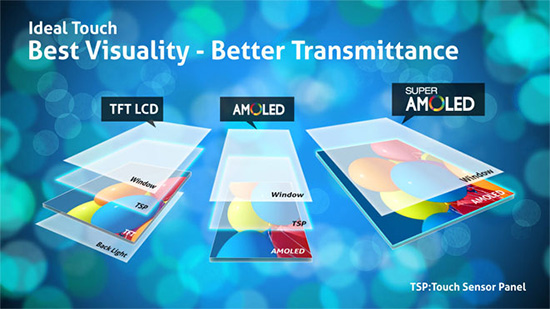 Ideal Touch
Best Visuality - Better Transmittance
TFT LCD
AMOLED
SUPER
AMOLED
Window
TSP
TFT
Back Light
Window
TSP
AMOLED
Window
AMOLED
TSP:Touch Sensor Panel